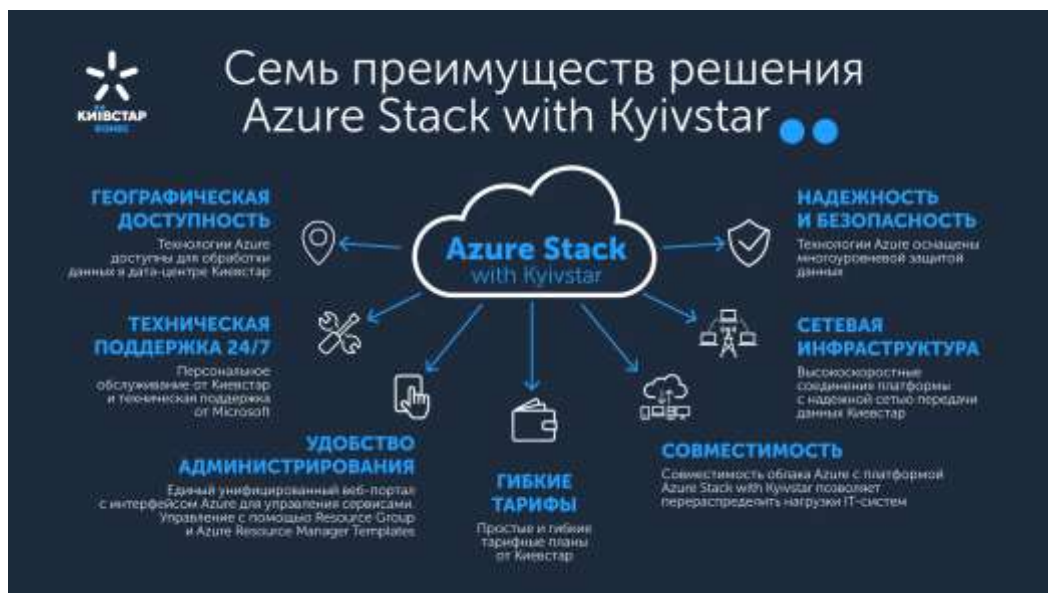 КИЇВСТАР
БІЗНЕС
Семь преимуществ решения
Azure Stack with Kyivstar
Azure Stack
with Kyivstar
ГЕОГРАФИЧЕСКАЯ
ДОСТУПНОСТЬ
Технологии Azure
доступны для обработки
данных в дата-центре Киевстар
ТЕХНИЧЕСКАЯ
ПОДДЕРЖКА 24/7
Персональное
обслуживание от Киевстар
и техническая поддержка
от Microsoft
УДОБСТВО
АДМИНИСТРИРОВАНИЯ
Единый унифицированный веб-портал
с интерфейсом Azure для управления сервисами.
Управление с помощью Resource Group
и Azure Resource Manager Templates
ГИБКИЕ
ТАРИФЫ
Простые и гибкие
тарифные планы
от Киевстар
СОВМЕСТИМОСТЬ
Совместимость облака Azure с платформой
Azure Stack with Kyivstar позволяет
перераспределить нагрузки IT-систем
СЕТЕВАЯ
ИНФРАСТРУКТУРА
Высокоскоростные
соединения платформы
с надежной сетью передачи
данных Киевстар
НАДЕЖНОСТЬ
И БЕЗОПАСНОСТЬ
Технологии Azure оснащены
многоуровневой защитой
данных